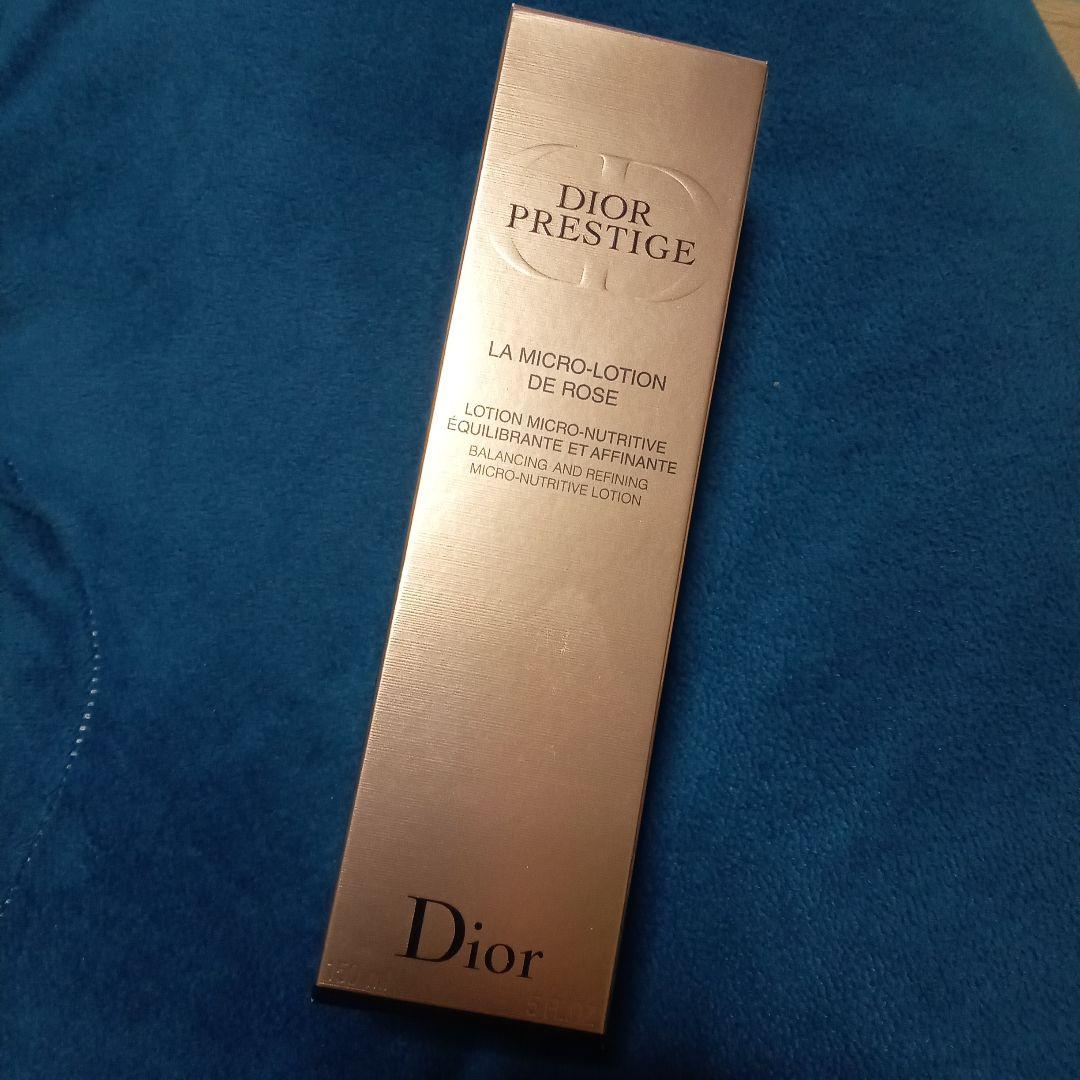 DIOR
PRESTIGE
LA MICRO-LOTION
DE ROSE
LOTION MICRO-NUTRITIVE
ÉQUILIBRANTE ET AFFINANTE
BALANCING AND REFINING
MICRO-NUTRITIVE LOTION
Dior